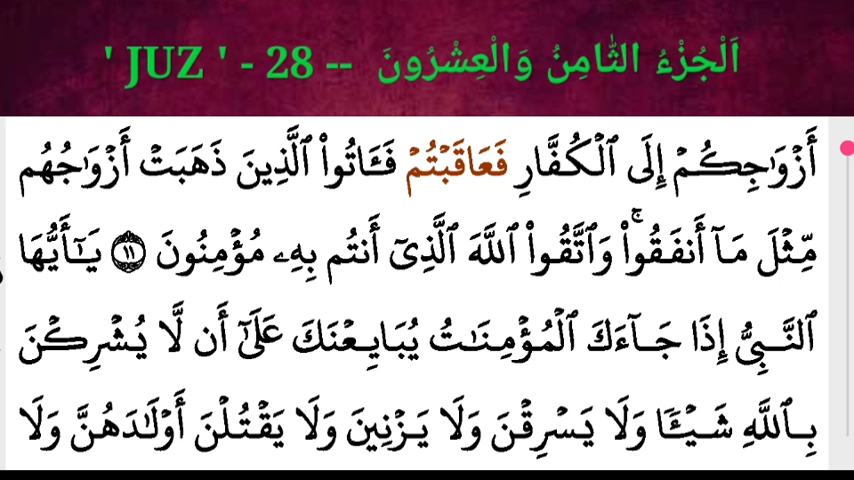 ' JUZ ' - 28 -- اَلْجُزْءُ الثَّامِنُ وَالْعِشْرُونَ
أَزْوَٰجِكُمْ إِلَى ٱلْكُفَّارِ فَعَاقَبْتُمْ فَـَٔاتُوا۟ ٱلَّذِينَ ذَهَبَتْ أَزْوَٰجُهُم
مِّثْلَ مَآ أَنفَقُوا۟ ۚ وَٱتَّقُوا۟ ٱللَّهَ ٱلَّذِىٓ أَنتُم بِهِۦ مُؤْمِنُونَ ١١ يَـٰٓأَيُّهَا
ٱلنَّبِىُّ إِذَا جَآءَكَ ٱلْمُؤْمِنَـٰتُ يُبَايِعْنَكَ عَلَىٰٓ أَن لَّا يُشْرِكْنَ
بِٱللَّهِ شَيْـًٔا وَلَا يَسْرِقْنَ وَلَا يَزْنِينَ وَلَا يَقْتُلْنَ أَوْلَـٰدَهُنَّ وَلَا